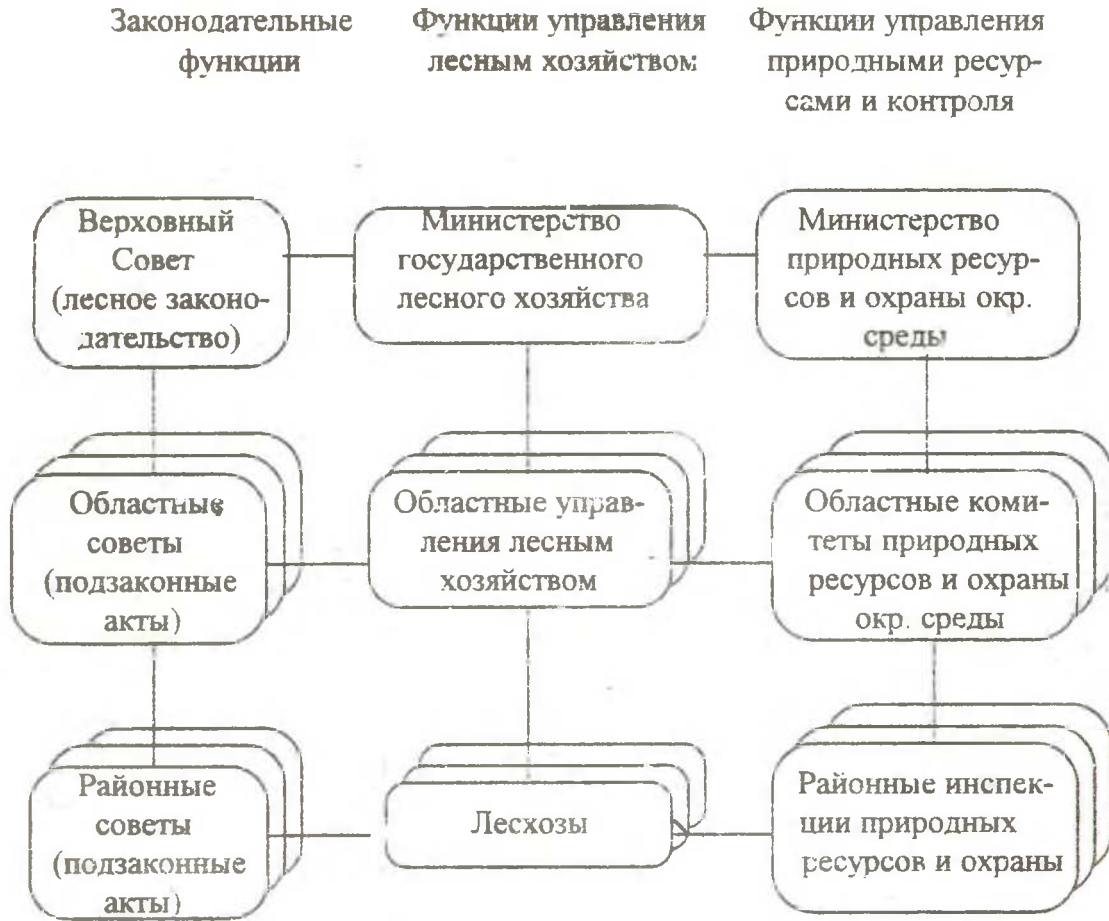 Законодательные
функции
Функции управления
лесным хозяйством
Функции управления
природными ресур-
сами и контроля
Верховный
Совет
(лесное законо-
дательство)
Министерство
государственного
лесного хозяйства
Министерство
природных ресур-
сов и охраны окр.
среды
Областные
советы
(подзаконные
акты)
Областные управ-
ления лесным
хозяйством
Областные коми-
теты природных
ресурсов и охраны
окр. среды
Районные
советы
(подзаконные
акты)
Лесхозы
Районные инспек-
ции природных
ресурсов и охраны